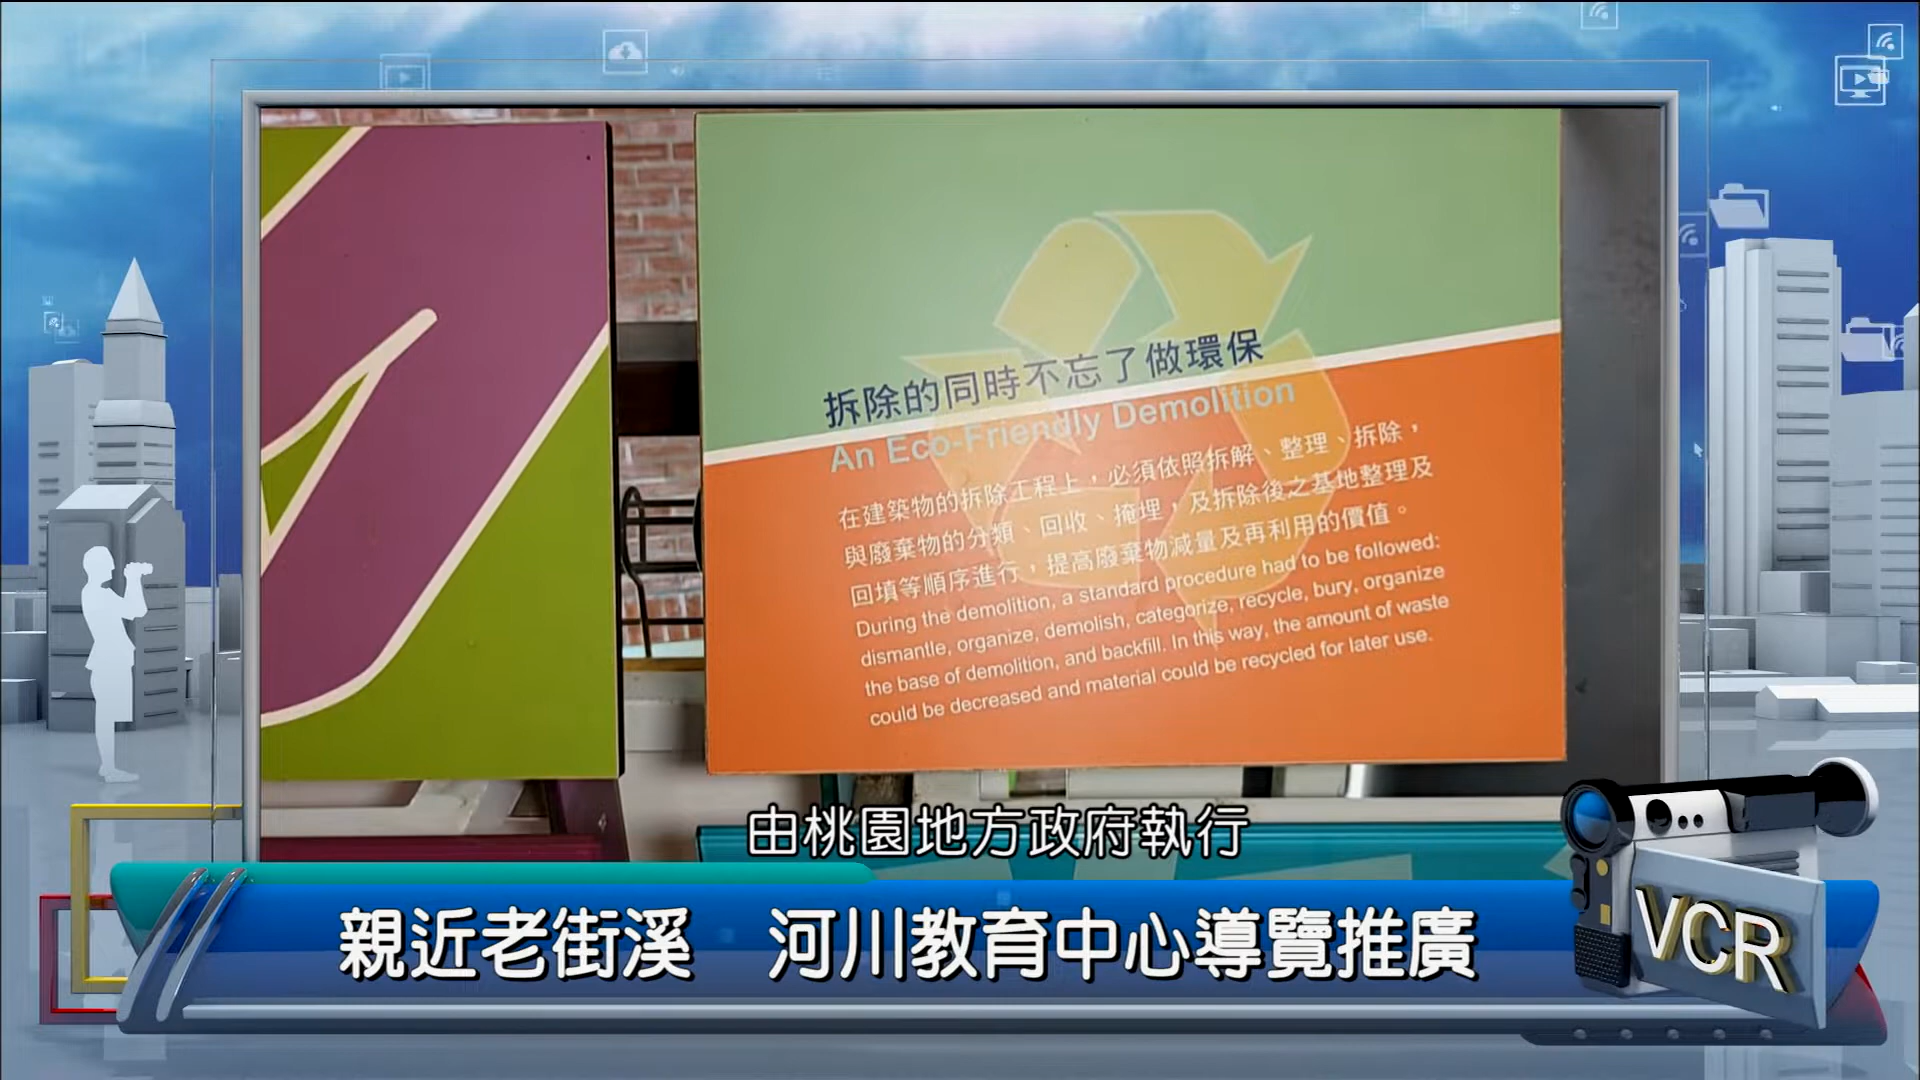 拆除的同時不忘了做環保
An Eco-Friendly Demolition
在建築物的拆除工程上，必須依照拆解、整理、拆除，
與廢棄物的分類、回收、掩埋，及拆除後之基地整理及
回填等順序進行，提高廢棄物減量及再利用的價值。
During the demolition, a standard procedure had to be followed:
dismantle, organize, demolish, categorize, recycle, bury, organize
the base of demolition, and backfill. In this way, the amount of waste
could be decreased and material could be recycled for later use.
由桃園地方政府執行
親近老街溪 河川教育中心導覽推廣
VCR